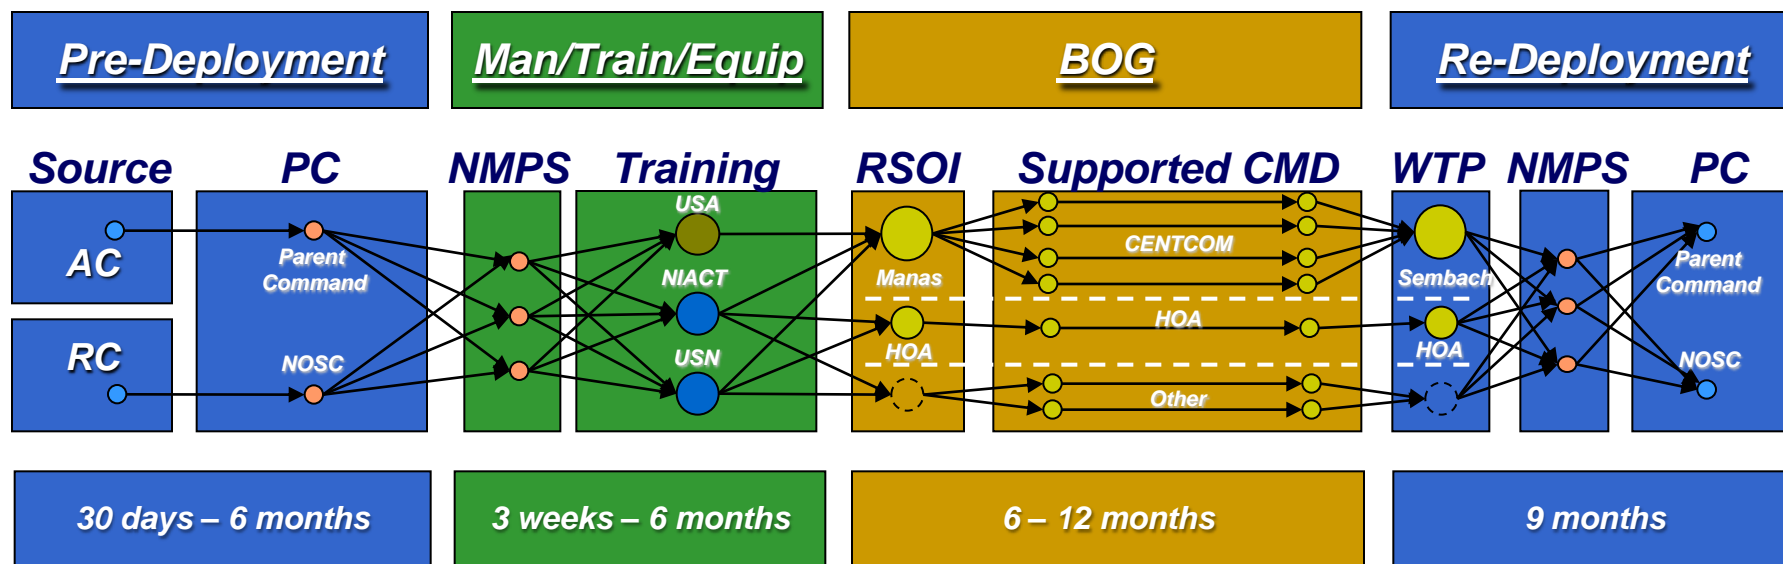 Pre-Deployment
Man/Train/Equip
BOG
Re-Deployment
Source
PC
NMPS
Training
RSOI
Supported CMD
WTP
NMPS
PC
AC
RC
Parent
Command
NOSC
USA
NIACT
USN
Manas
HOA
CENTCOM
HOA
Other
Sembach
HOA
Parent
Command
NOSC
30 days – 6 months
3 weeks – 6 months
6 – 12 months
9 months